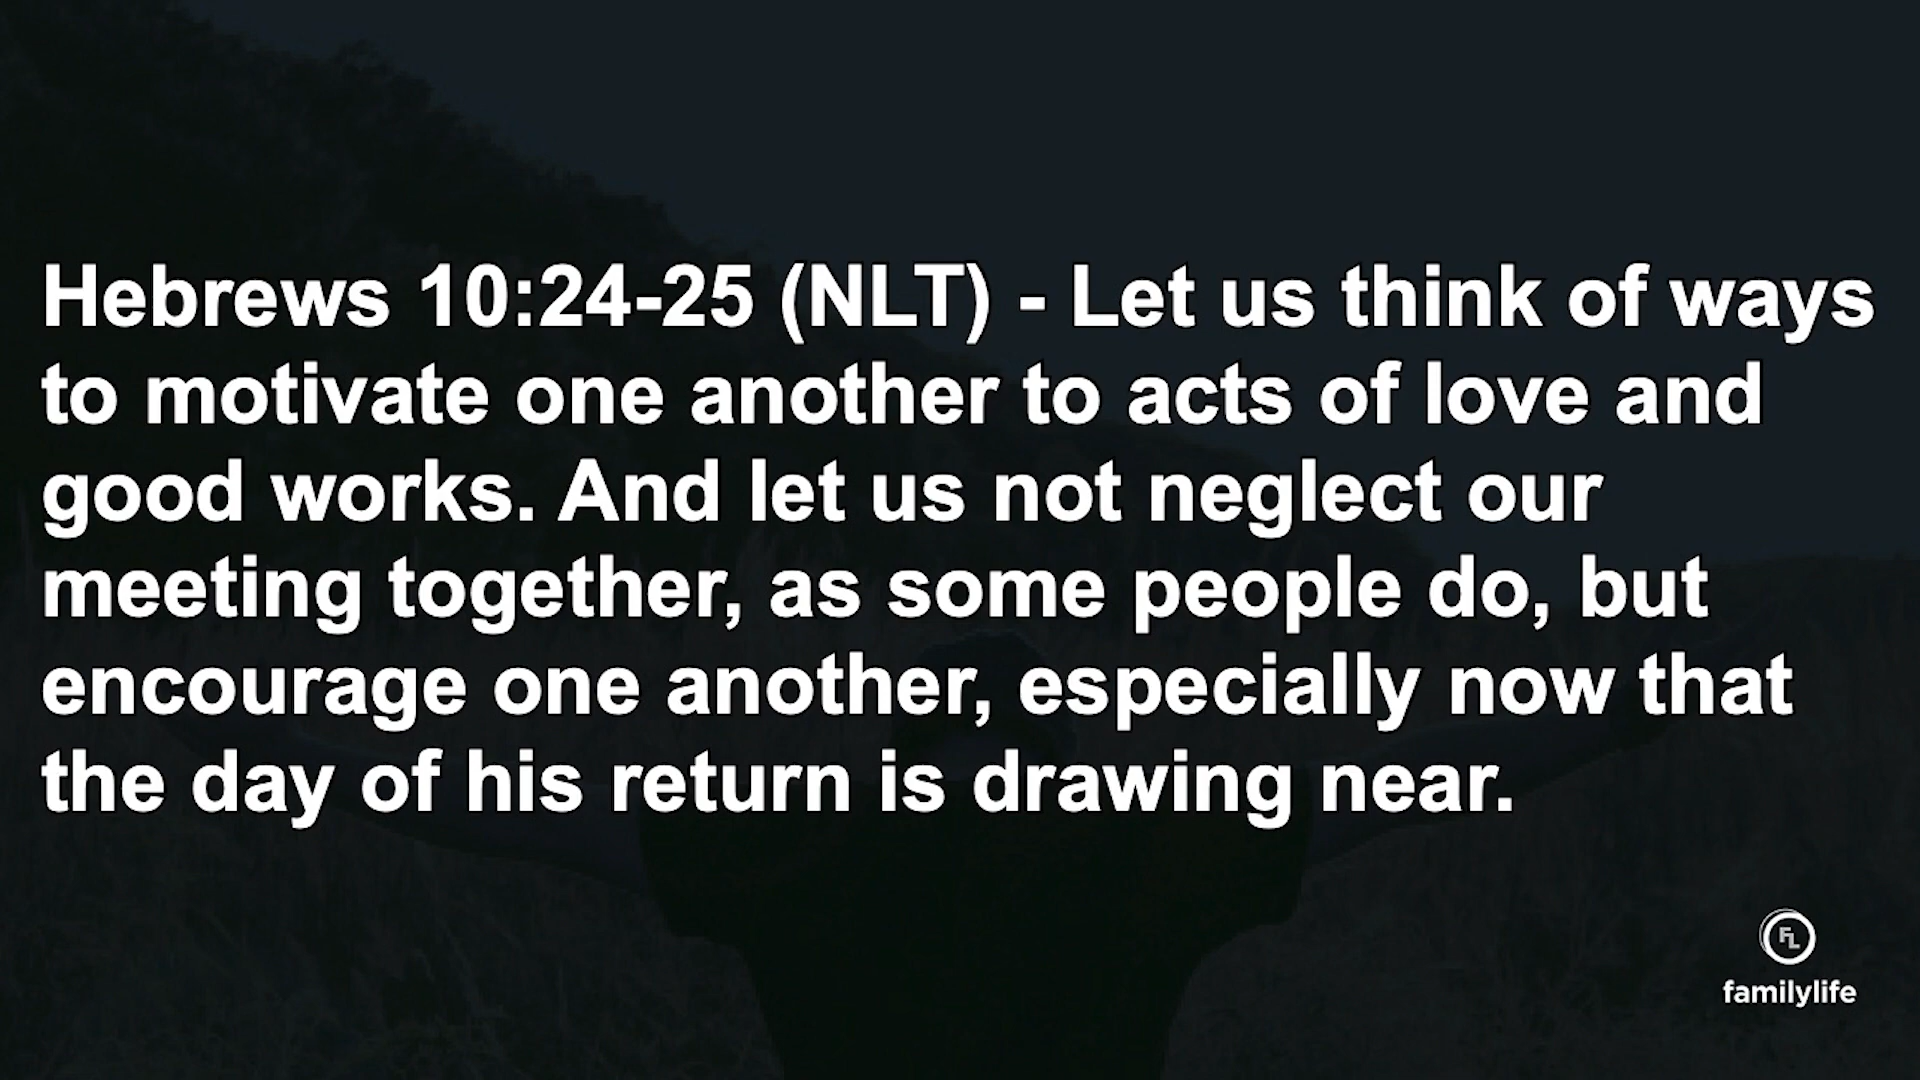 Hebrews 10:24-25 (NLT) - Let us think of ways
to motivate one another to acts of love and
good works. And let us not neglect our
meeting together, as some people do, but
encourage one another, especially now that
the day of his return is drawing near.
FL
familylife